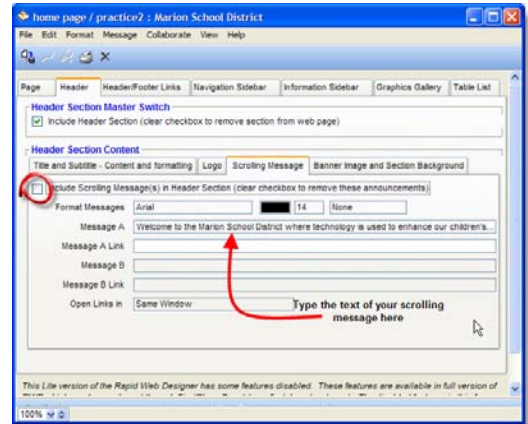 home page / practice2 : Marion School District
File Edit Format Message Collaborate View Help
Page Header Header/Footer Links Navigation Sidebar Information Sidebar Graphics Gallery Table List
Header Section Master Switch
Include Header Section (clear checkbox to remove section from web page)
Header Section Content
Title and Subtitle - Content and formatting Logo Scrolling Message Banner Image and Section Background
Include Scrolling Message(s) in Header Section (clear checkbox to remove these announcements)
Format Messages Arial 14 None
Message A Welcome to the Marion School District where technology is used to enhance our children's...
Message A Link
Message B
Message B Link
Open Links in Same Window
Type the text of your scrolling
message here
This Lite version of the Rapid Web Designer has some features disabled. These features are available in full version of
100%